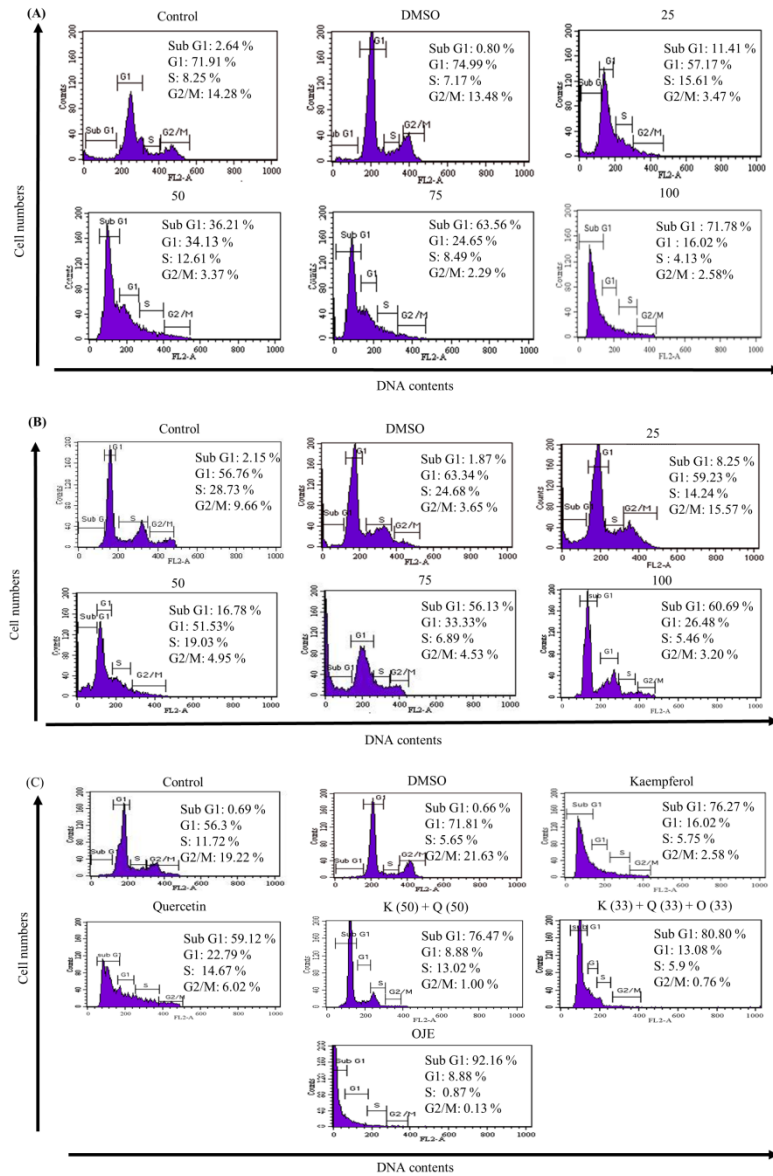 (A)
Control
DMSO
25
Sub G1: 2.64 %
G1: 71.91 %
S: 8.25 %
G2/M: 14.28 %
Sub G1: 0.80 %
G1: 74.99 %
S: 7.17 %
G2/M: 13.48 %
Sub G1: 11.41 %
G1: 57.17 %
S: 15.61 %
G2/M: 3.47 %
50
75
100
Sub G1: 36.21 %
G1: 34.13 %
S: 12.61 %
G2/M: 3.37 %
Sub G1: 63.56 %
G1: 24.65 %
S: 8.49 %
G2/M: 2.29 %
Sub G1 : 71.78 %
G1 : 16.02 %
S : 4.13 %
G2/M : 2.58%
Cell numbers
DNA contents
(B)
Control
DMSO
25
Sub G1: 2.15 %
G1: 56.76 %
S: 28.73 %
G2/M: 9.66 %
Sub G1: 1.87 %
G1: 63.34 %
S: 24.68 %
G2/M: 3.65 %
Sub G1: 8.25 %
G1: 59.23 %
S: 14.24 %
G2/M: 15.57 %
50
75
100
Sub G1: 16.78 %
G1: 51.53%
S: 19.03 %
G2/M: 4.95 %
Sub G1: 56.13 %
G1: 33.33%
S: 6.89 %
G2/M: 4.53 %
Sub G1: 60.69 %
G1: 26.48 %
S: 5.46 %
G2/M: 3.20 %
Cell numbers
DNA contents
(C)
Control
DMSO
Kaempferol
Sub G1: 0.69 %
G1: 56.3 %
S: 11.72 %
G2/M: 19.22 %
Sub G1: 0.66 %
G1: 71.81 %
S: 5.65 %
G2/M: 21.63 %
Sub G1: 76.27 %
G1: 16.02 %
S: 5.75 %
G2/M: 2.58 %
Quercetin
K (50) + Q (50)
K (33) + Q (33) + O (33)
Sub G1: 59.12 %
G1: 22.79 %
S: 14.67 %
G2/M: 6.02 %
Sub G1: 76.47 %
G1: 8.88 %
S: 13.02 %
G2/M: 1.00 %
Sub G1: 80.80 %
G1: 13.08 %
S: 5.9 %
G2/M: 0.76 %
OJE
Sub G1: 92.16 %
G1: 8.88 %
S: 0.87 %
G2/M: 0.13 %
Cell numbers
DNA contents